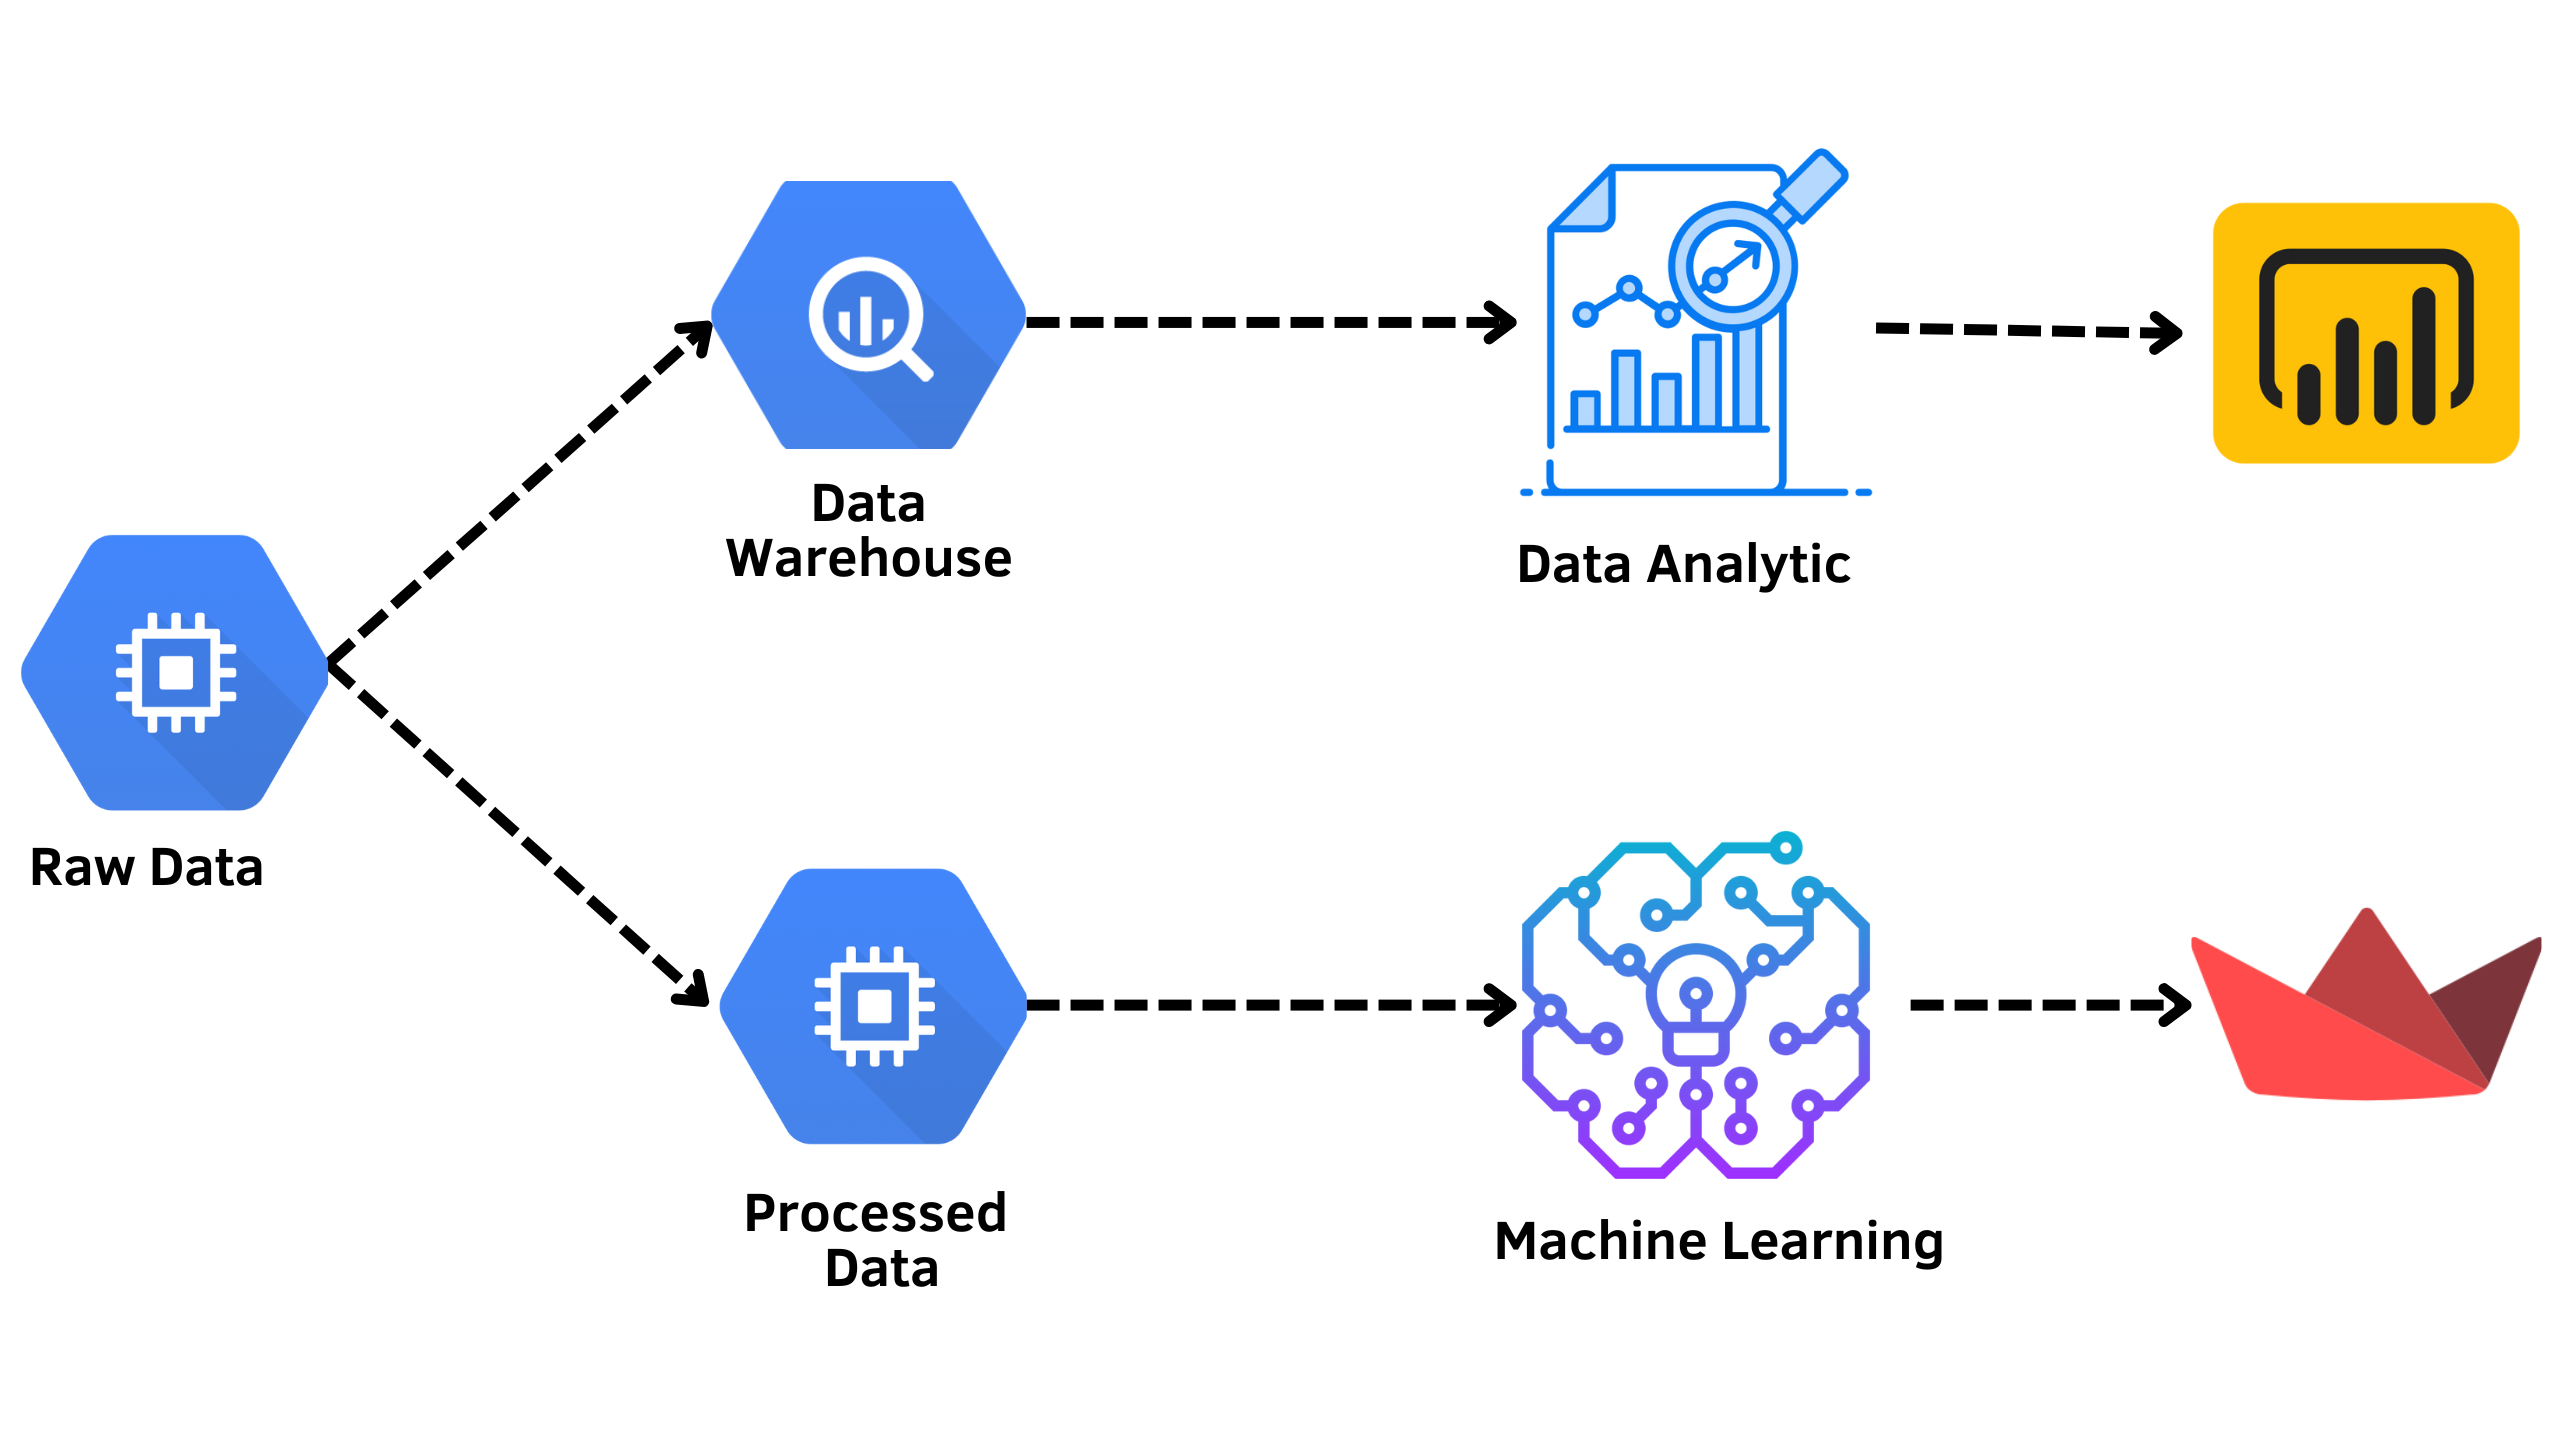 Data
Warehouse
Data Analytic
Raw Data
Processed
Data
Machine Learning